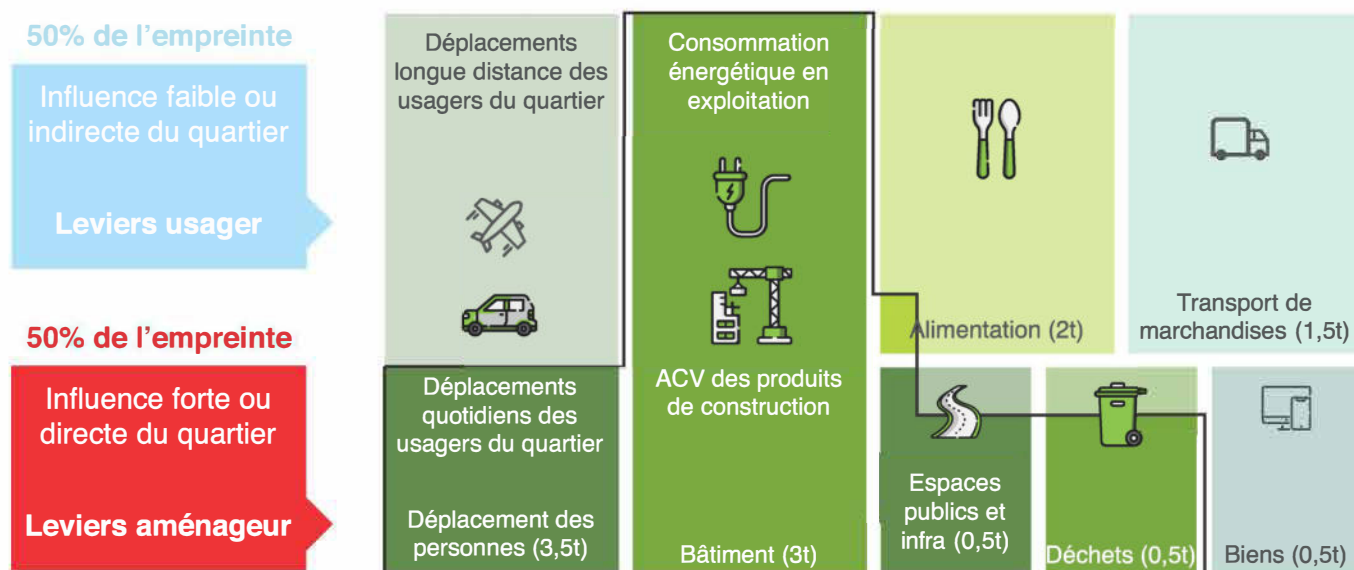 50% de l’empreinte
Influence faible ou
indirecte du quartier
Leviers usager
50% de l’empreinte
Influence forte ou
directe du quartier
Leviers aménageur
Déplacements
longue distance des
usagers du quartier
Déplacements
quotidiens des
usagers du quartier
Déplacement des
personnes (3,5t)
Consommation
énergétique en
exploitation
ACV des produits
de construction
Bâtiment (3t)
Alimentation (2t)
Transport de
marchandises (1,5t)
Espaces
publics et
infra (0,5t)
Déchets (0,5t)
Biens (0,5t)